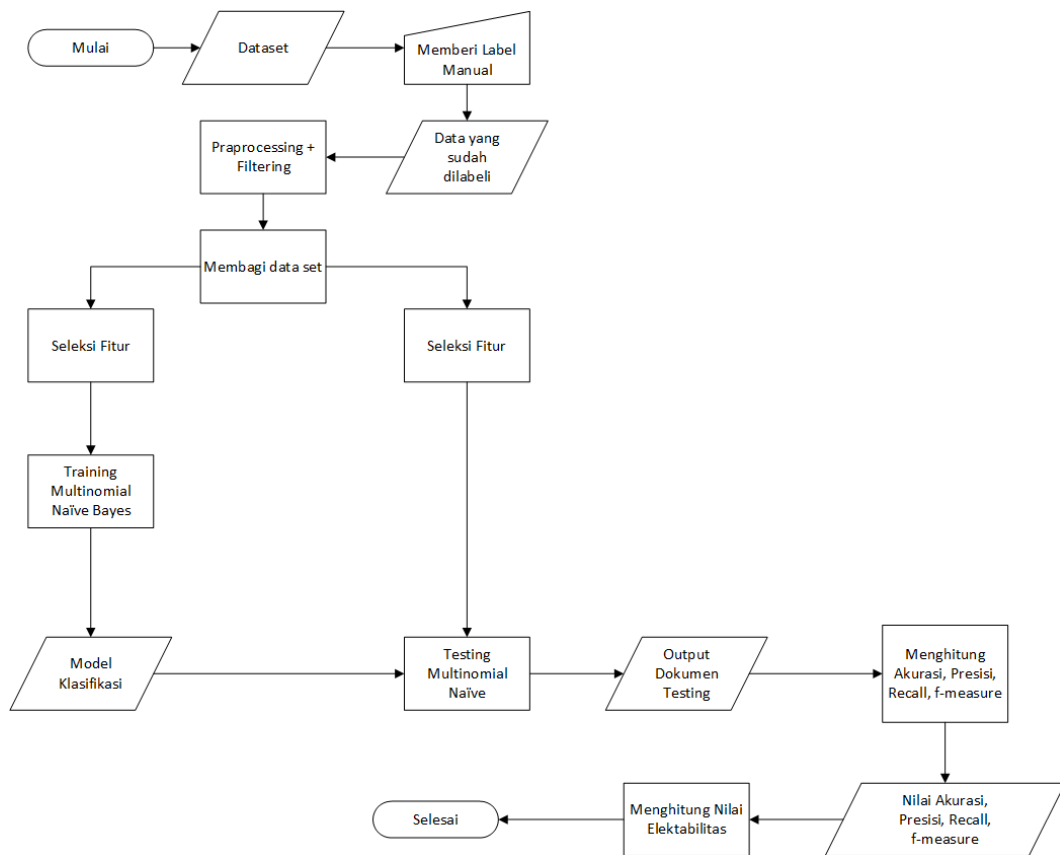 Mulai
Dataset
Memberi Label
Manual
Data yang
sudah
dilabeli
Praprocessing +
Filtering
Membagi data set
Seleksi Fitur
Seleksi Fitur
Training
Multinomial
Naïve Bayes
Model
Klasifikasi
Testing
Multinomial
Naïve
Output
Dokumen
Testing
Menghitung
Akurasi, Presisi,
Recall, f-measure
Nilai Akurasi,
Presisi, Recall,
f-measure
Menghitung Nilai
Elektabilitas
Selesai